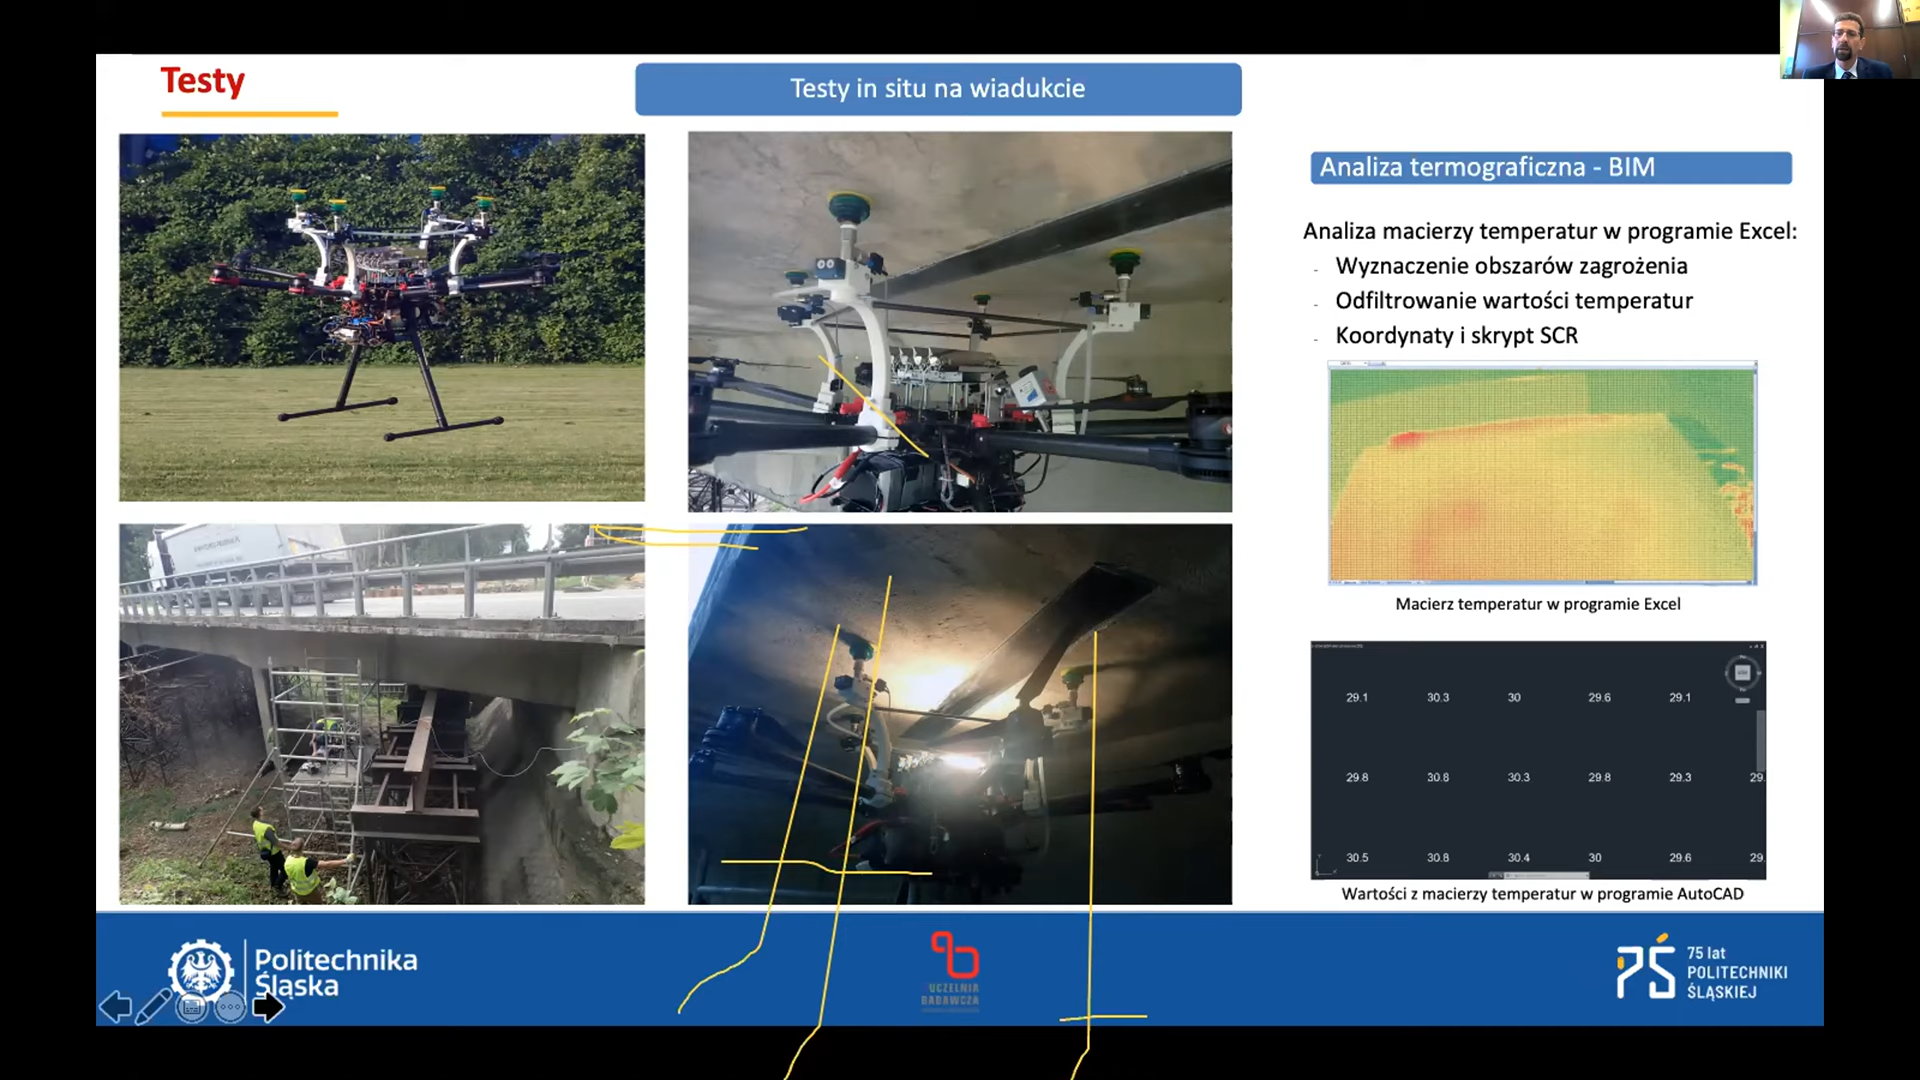 Testy
Testy in situ na wiadukcie
Analiza termograficzna - BIM
Analiza macierzy temperatur w programie Excel:
- Wyznaczenie obszarów zagrożenia
- Odfiltrowanie wartości temperatur
- Koordynaty i skrypt SCR
Macierz temperatur w programie Excel
29.1 30.3 30 29.6 29.1
29.8 30.8 30.3 29.8 29.3 29.
30.5 30.8 30.4 30 29.6 29.
Wartości z macierzy temperatur w programie AutoCAD
Politechnika
Śląska
UCZELNIA
BADAWCZA
75 lat
POLITECHNIKI
ŚLĄSKIEJ